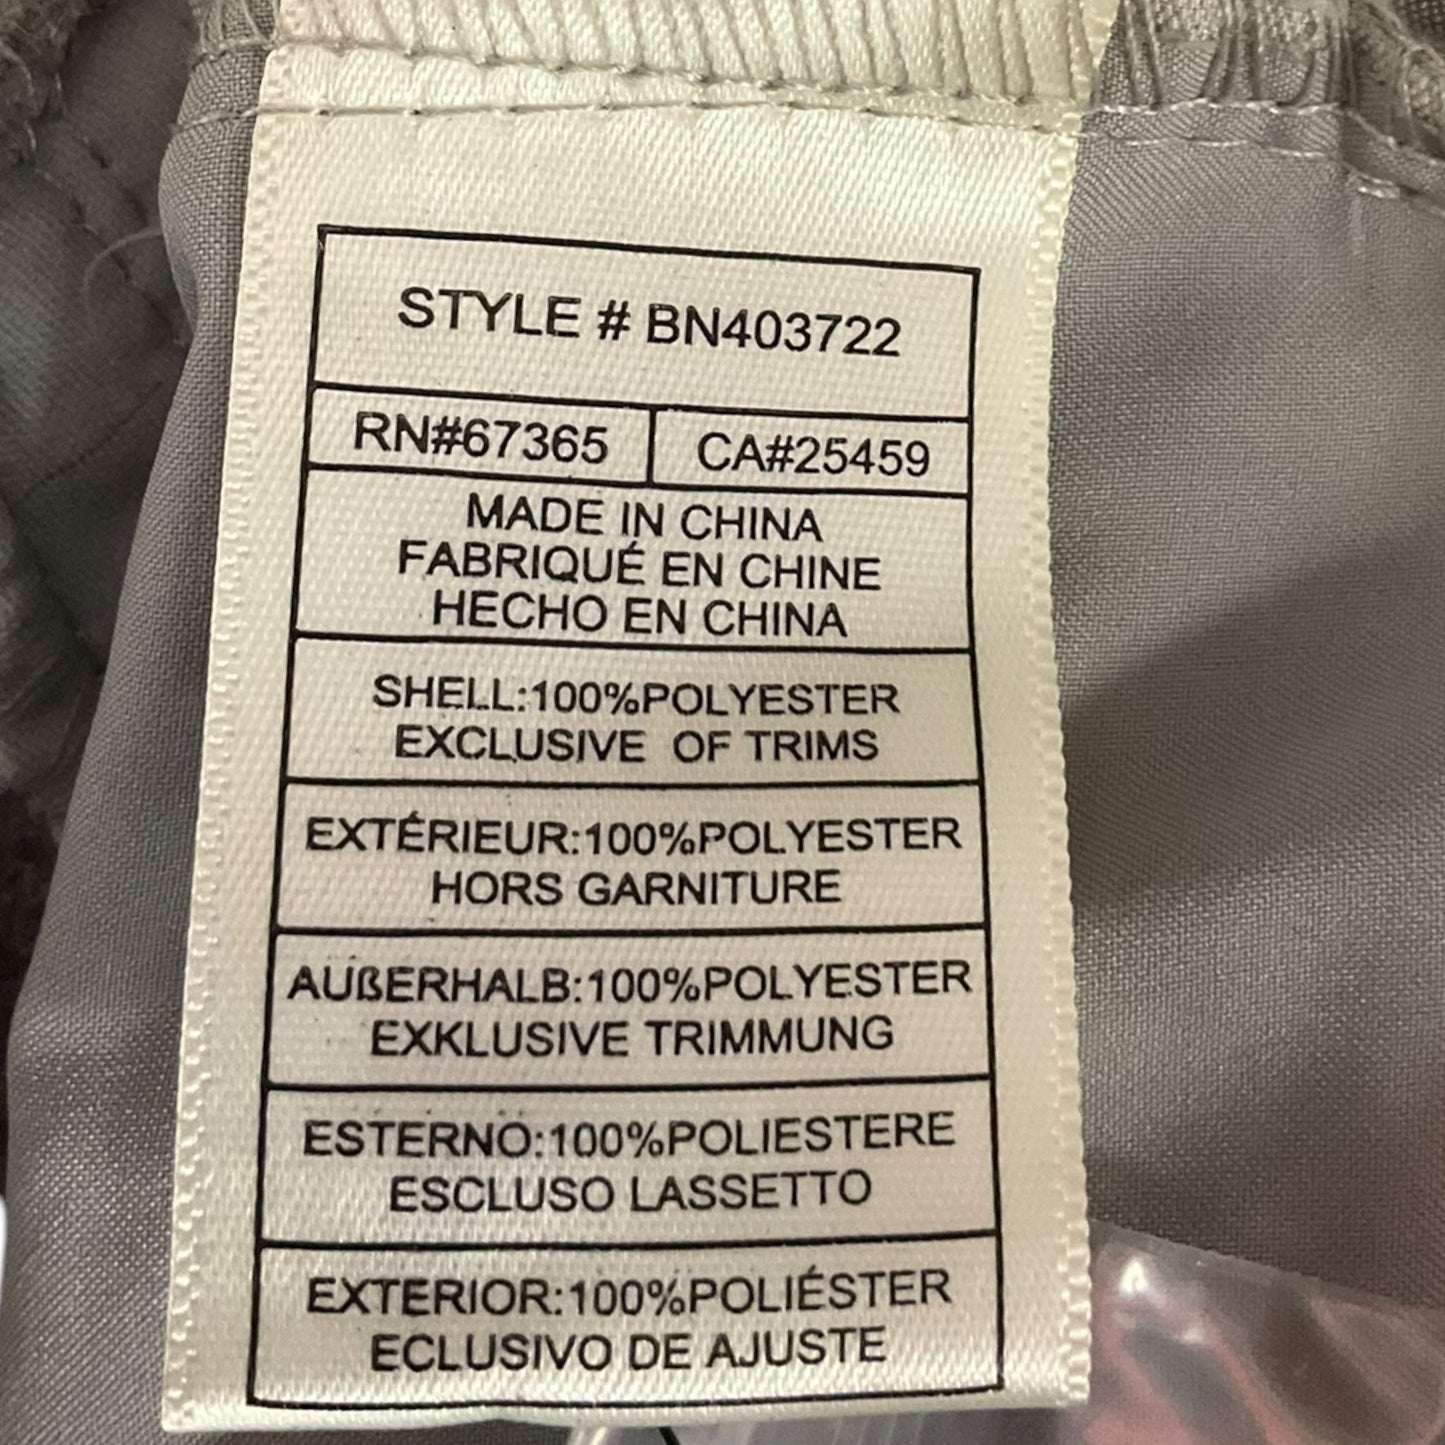 STYLE # BN403722
RN#67365 CA#25459
MADE IN CHINA
FABRIQUÉ EN CHINE
HECHO EN CHINA
SHELL:100%POLYESTER
EXCLUSIVE OF TRIMS
EXTÉRIEUR:100%POLYESTER
HORS GARNITURE
AUßERHALB:100%POLYESTER
EXKLUSIVE TRIMMUNG
ESTERNO:100%POLIESTERE
ESCLUSO LASSETTO
EXTERIOR:100%POLIÉSTER
ECLUSIVO DE AJUSTE